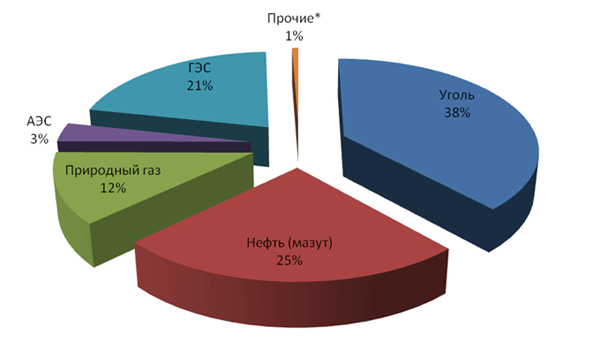 Прочие*
1%
ГЭС
21%
Уголь
38%
АЭС
3%
Природный газ
12%
Нефть (мазут)
25%